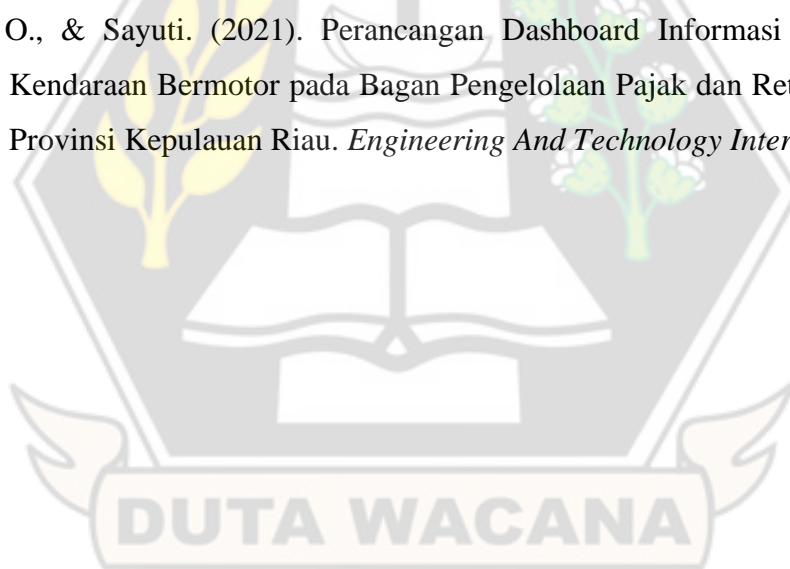 O., & Sayuti. (2021). Perancangan Dashboard Informasi
Kendaraan Bermotor pada Bagan Pengelolaan Pajak dan Ret
Provinsi Kepulauan Riau. Engineering And Technology Inter
DUTA WACANA